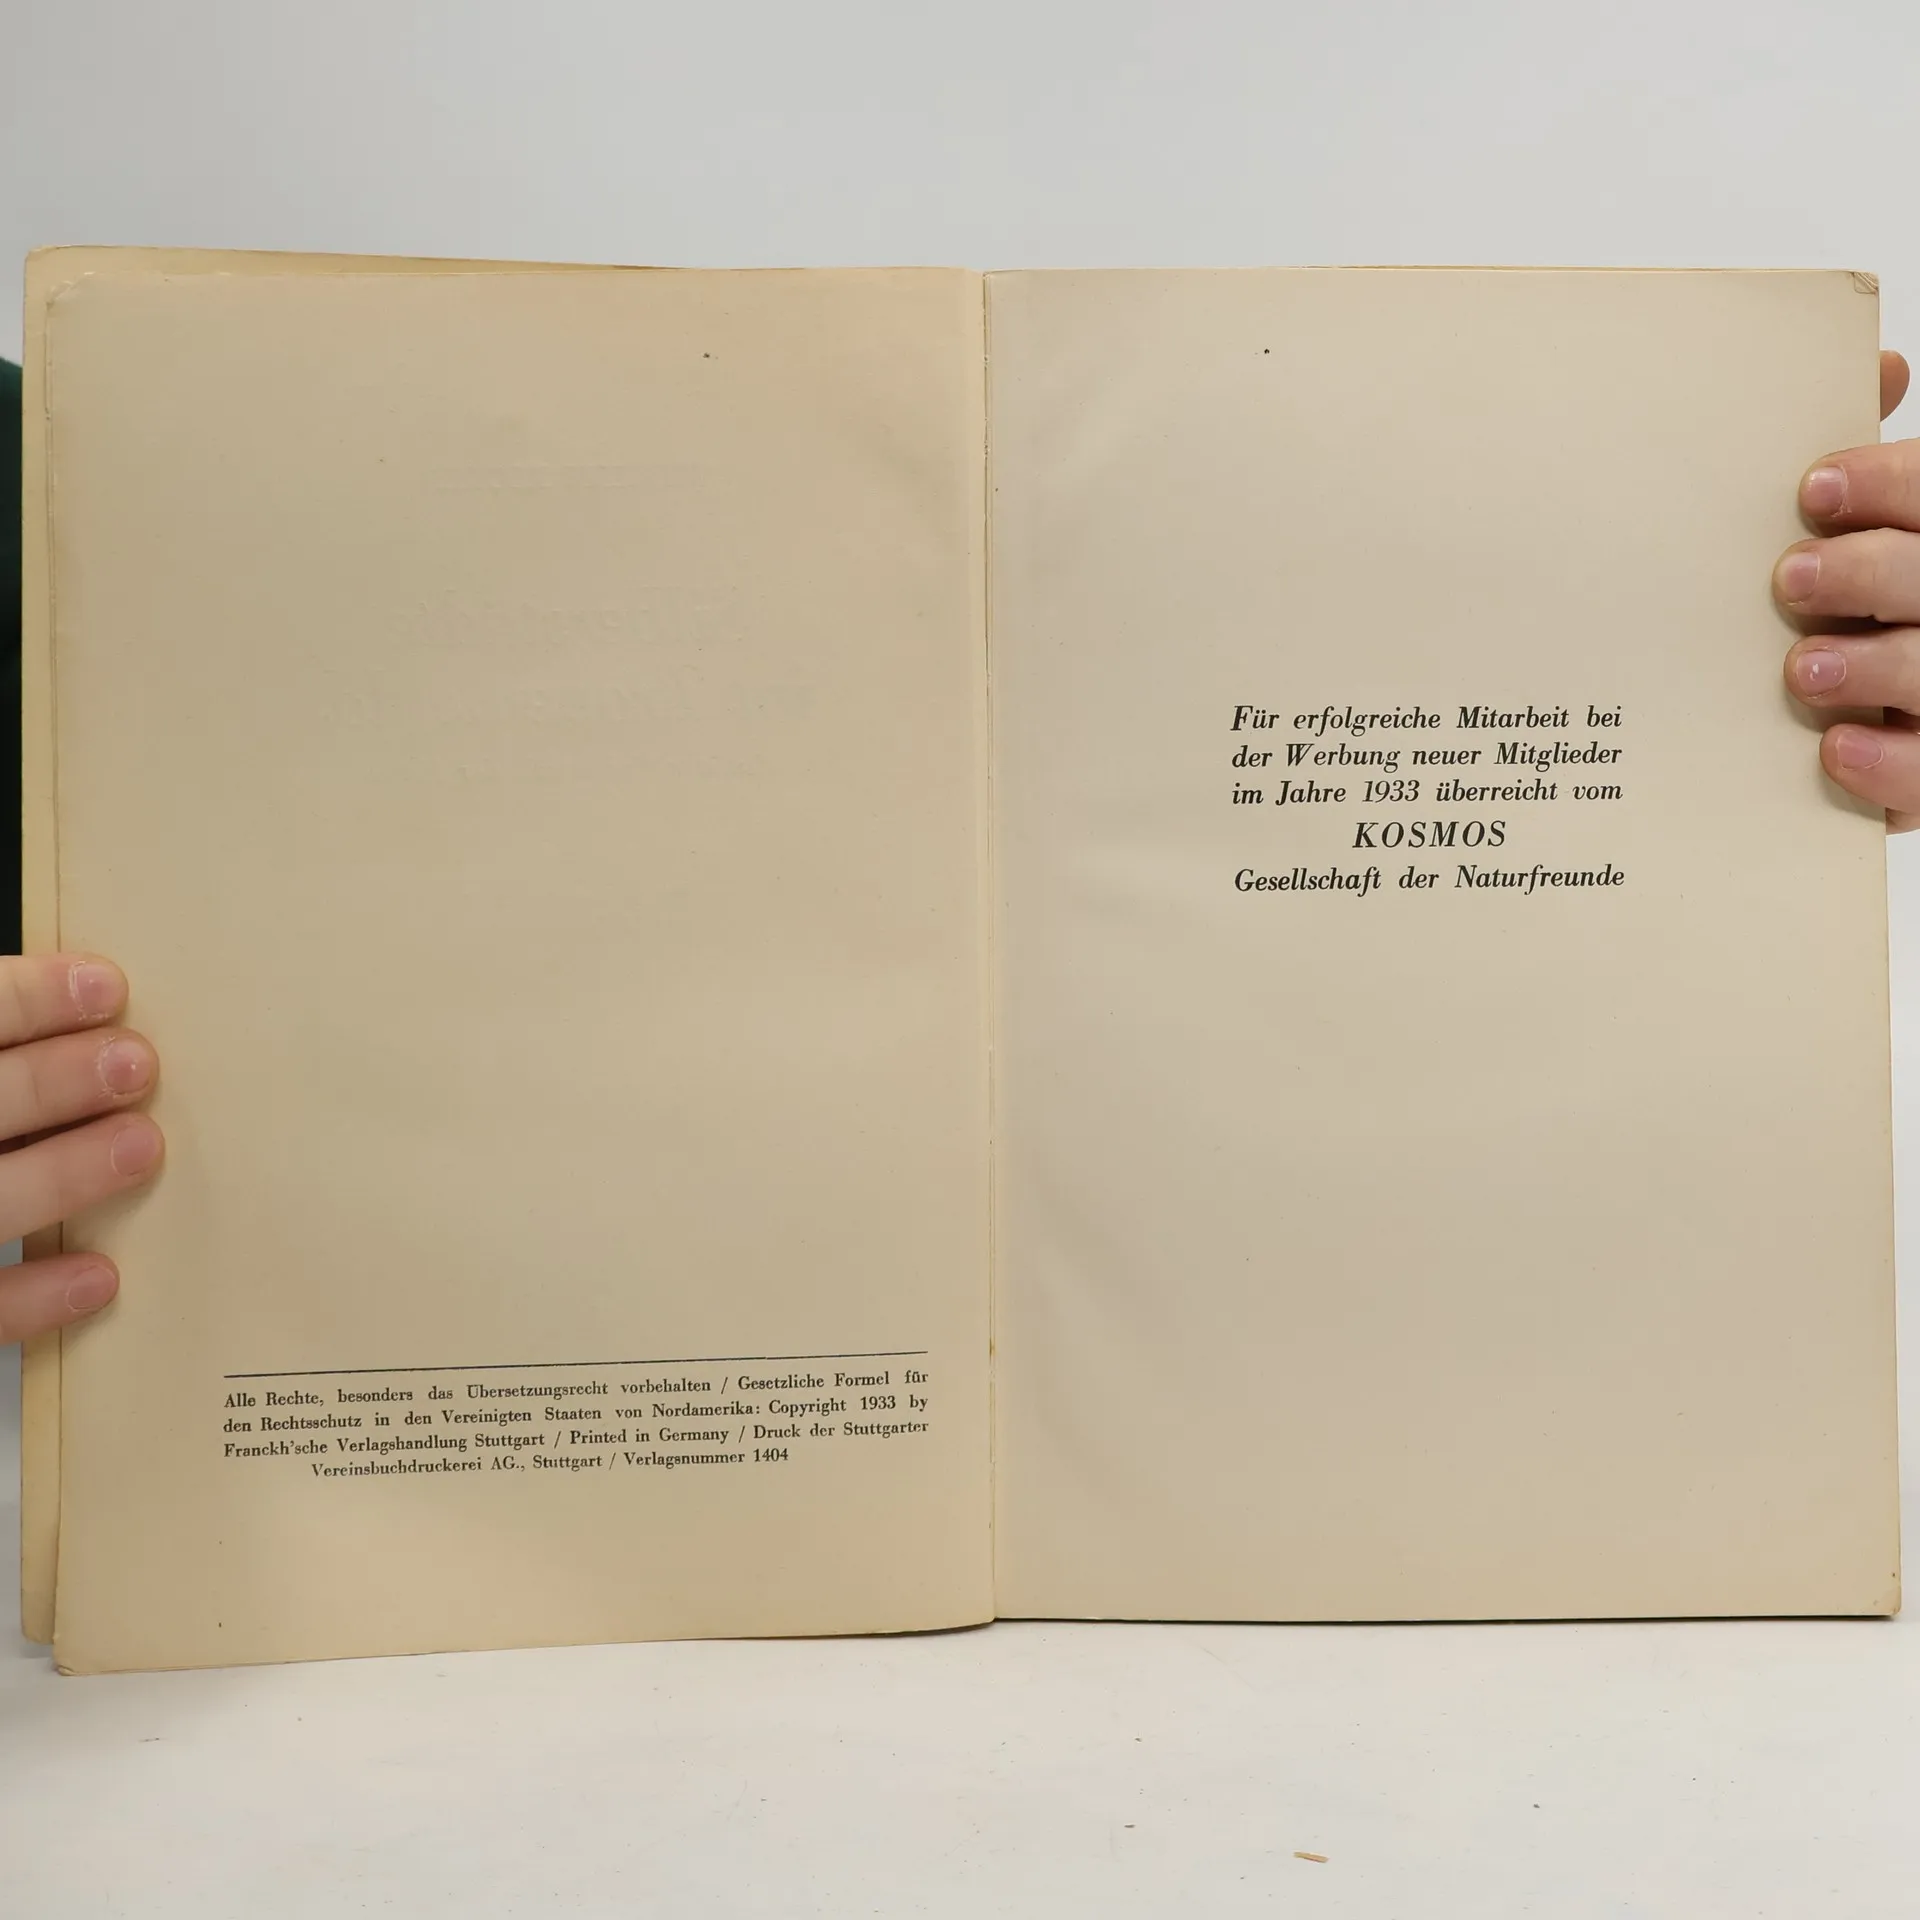 Alle Rechte, besonders das Übersetzungsrecht vorbehalten / Gesetzliche Formel für
den Rechtsschutz in den Vereinigten Staaten von Nordamerika: Copyright 1933 by
Franckh'sche Verlagshandlung Stuttgart / Printed in Germany / Druck der Stuttgarter
Vereinsbuchdruckerei AG., Stuttgart / Verlagsnummer 1404
Für erfolgreiche Mitarbeit bei
der Werbung neuer Mitglieder
im Jahre 1933 überreicht vom
KOSMOS
Gesellschaft der Naturfreunde